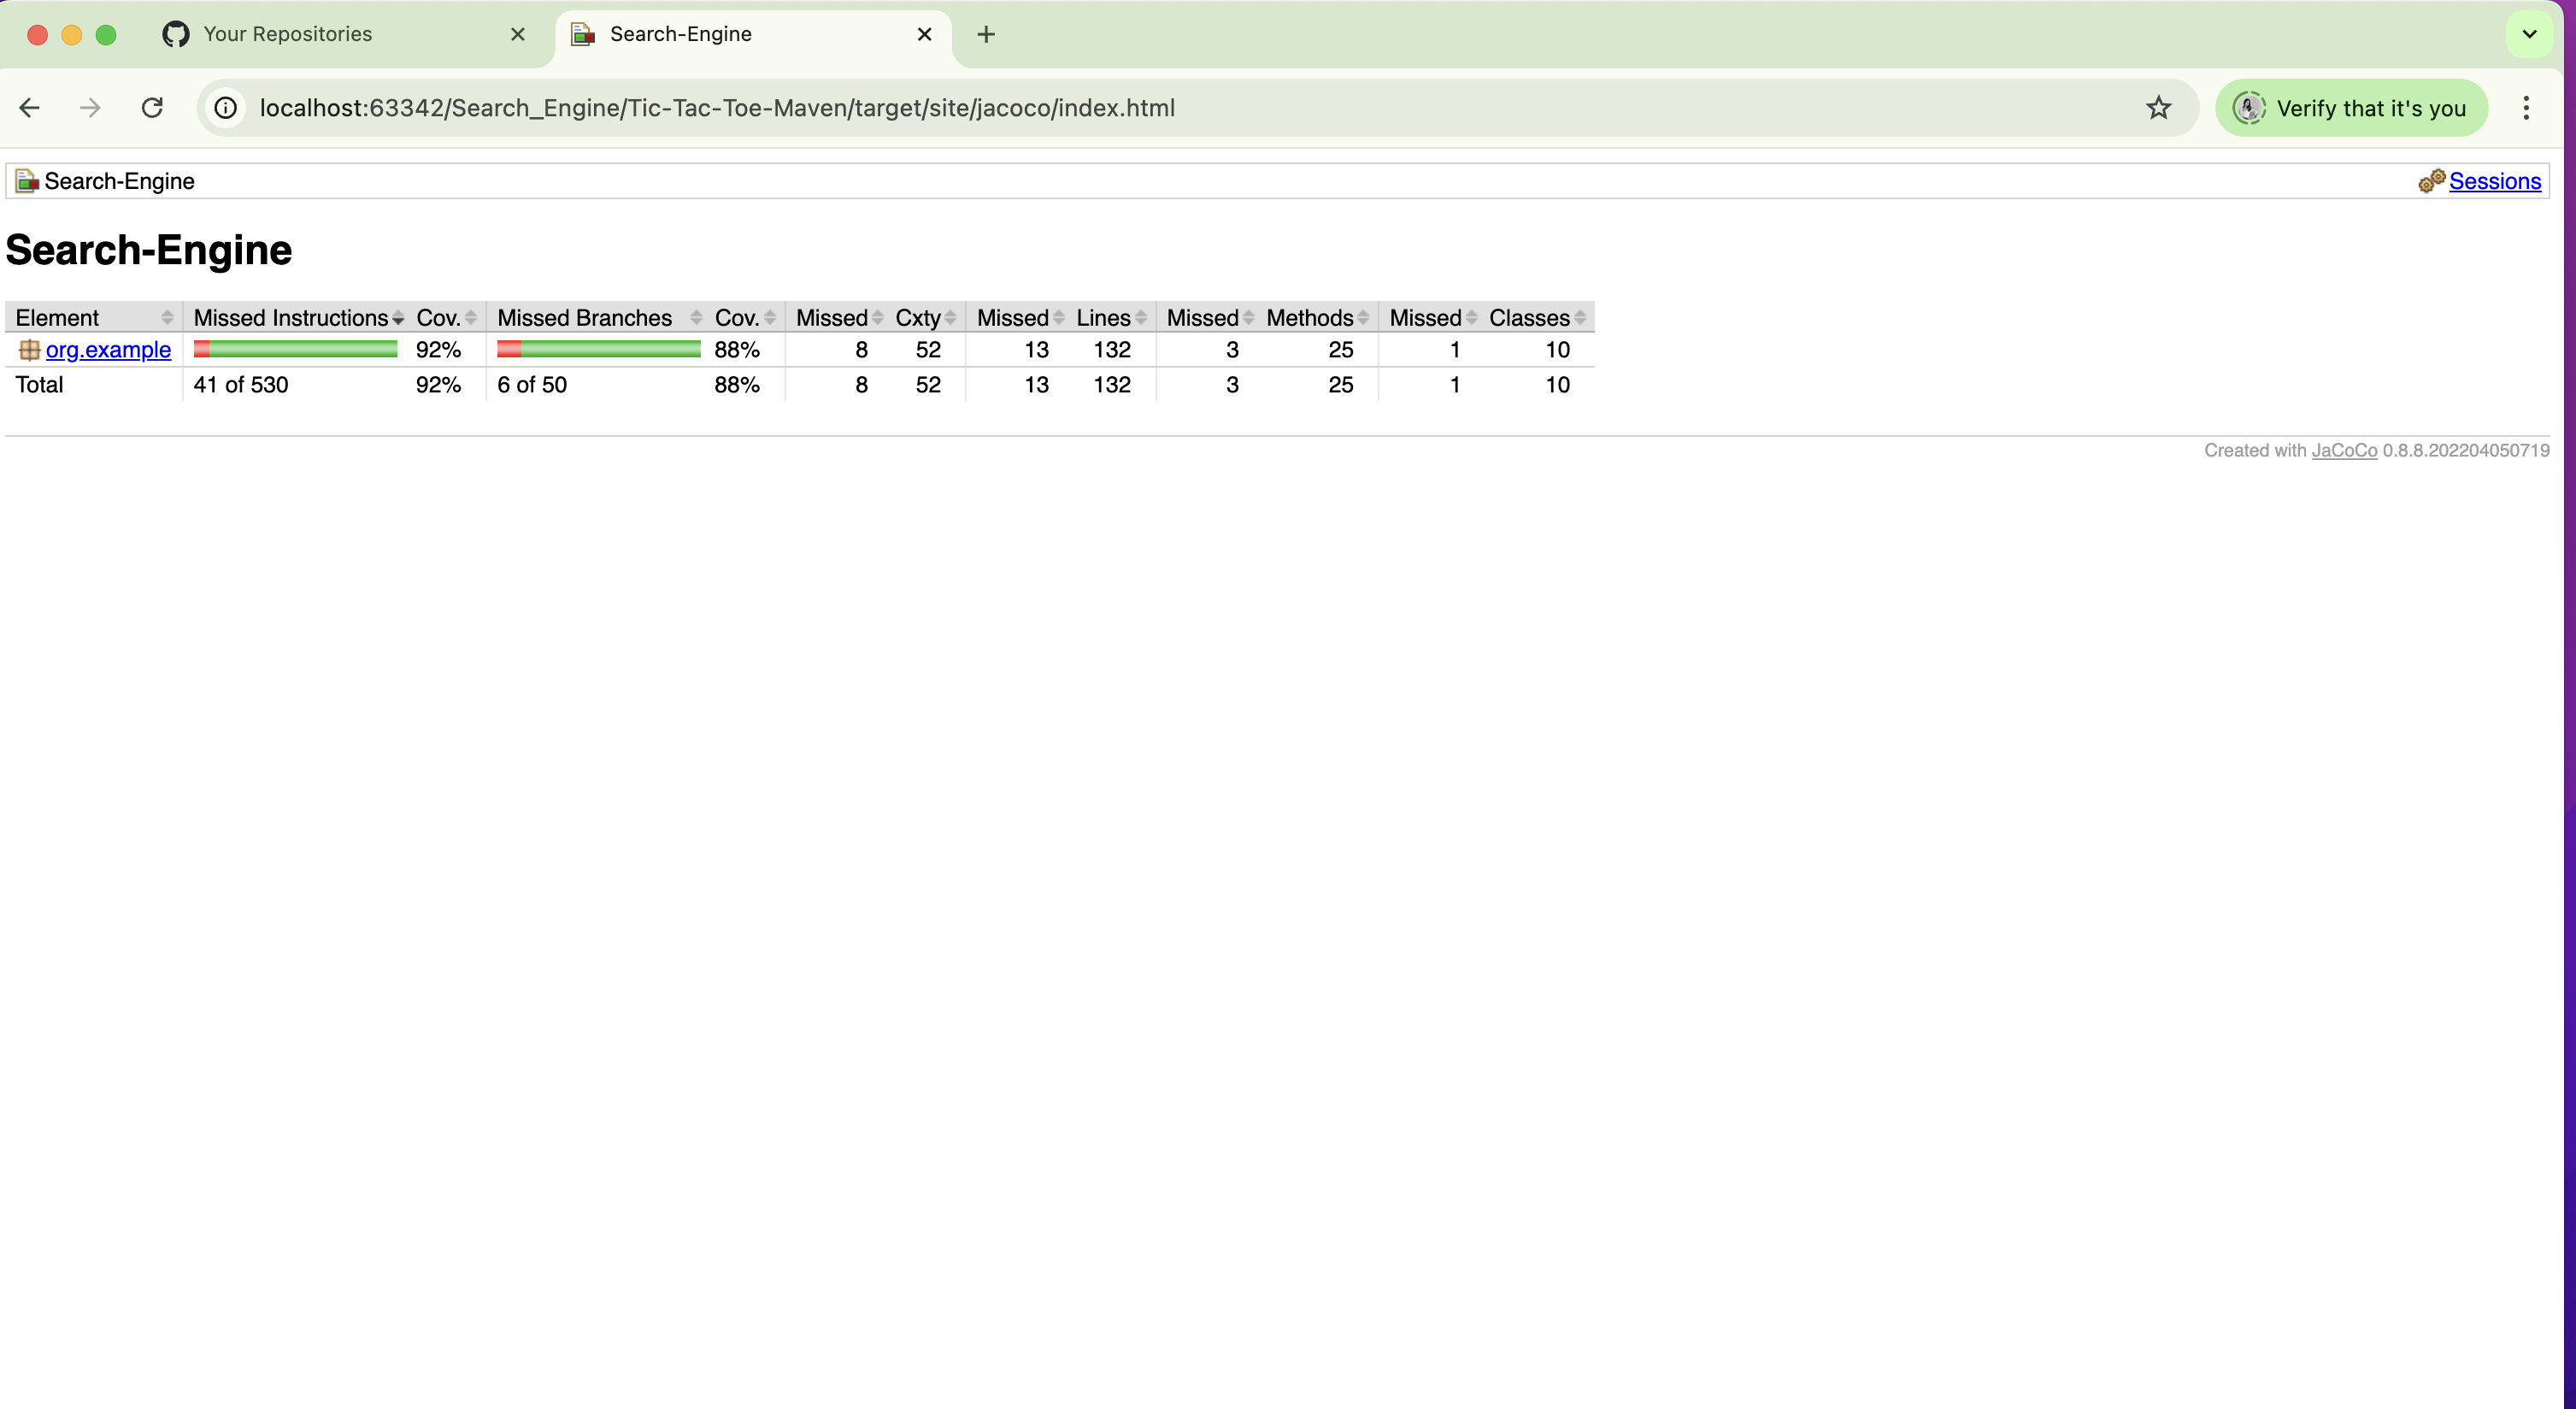 Your Repositories
Search-Engine
localhost:63342/Search_Engine/Tic-Tac-Toe-Maven/target/site/jacoco/index.html
Verify that it's you
Search-Engine
Sessions
Search-Engine
Element Missed Instructions Cov. Missed Branches Cov. Missed Cxty Missed Lines Missed Methods Missed Classes
org.example 92% 88% 8 52 13 132 3 25 1 10
Total 41 of 530 92% 6 of 50 88% 8 52 13 132 3 25 1 10
Created with JaCoCo 0.8.8.202204050719